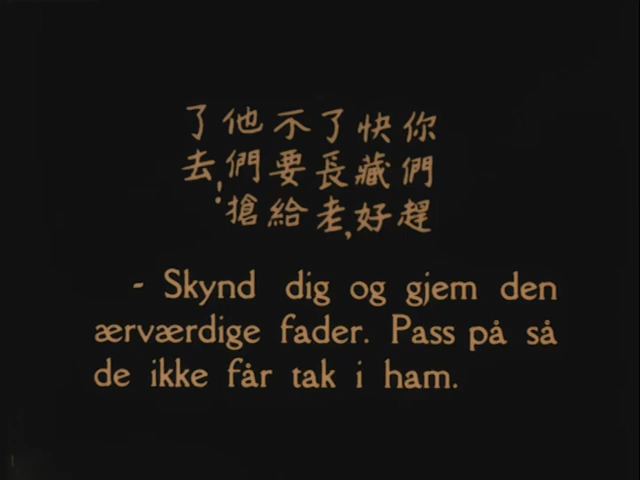 你們趕
快藏好
了長老,
不要給
他們搶
了去!
- Skynd dig og gjem den
ærværdige fader. Pass på så
de ikke får tak i ham.